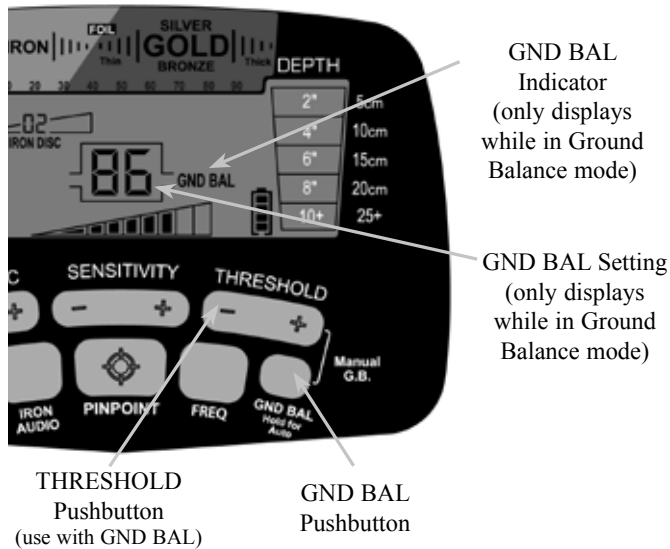 FOIL
SILVER
IRON
GOLD
Thin
BRONZE
Thick
DEPTH
20 30 40 50 60 70 80 90
2" 5cm
4" 10cm
6" 15cm
8" 20cm
10+ 25+
02
IRON DISC
86 GND BAL
C
SENSITIVITY
THRESHOLD
- +
- +
+
Manual
G.B.
IRON
AUDIO
PINPOINT
FREQ
GND BAL
Hold for
Auto
GND BAL
Indicator
(only displays
while in Ground
Balance mode)
GND BAL Setting
(only displays
while in Ground
Balance mode)
THRESHOLD
Pushbutton
(use with GND BAL)
GND BAL
Pushbutton